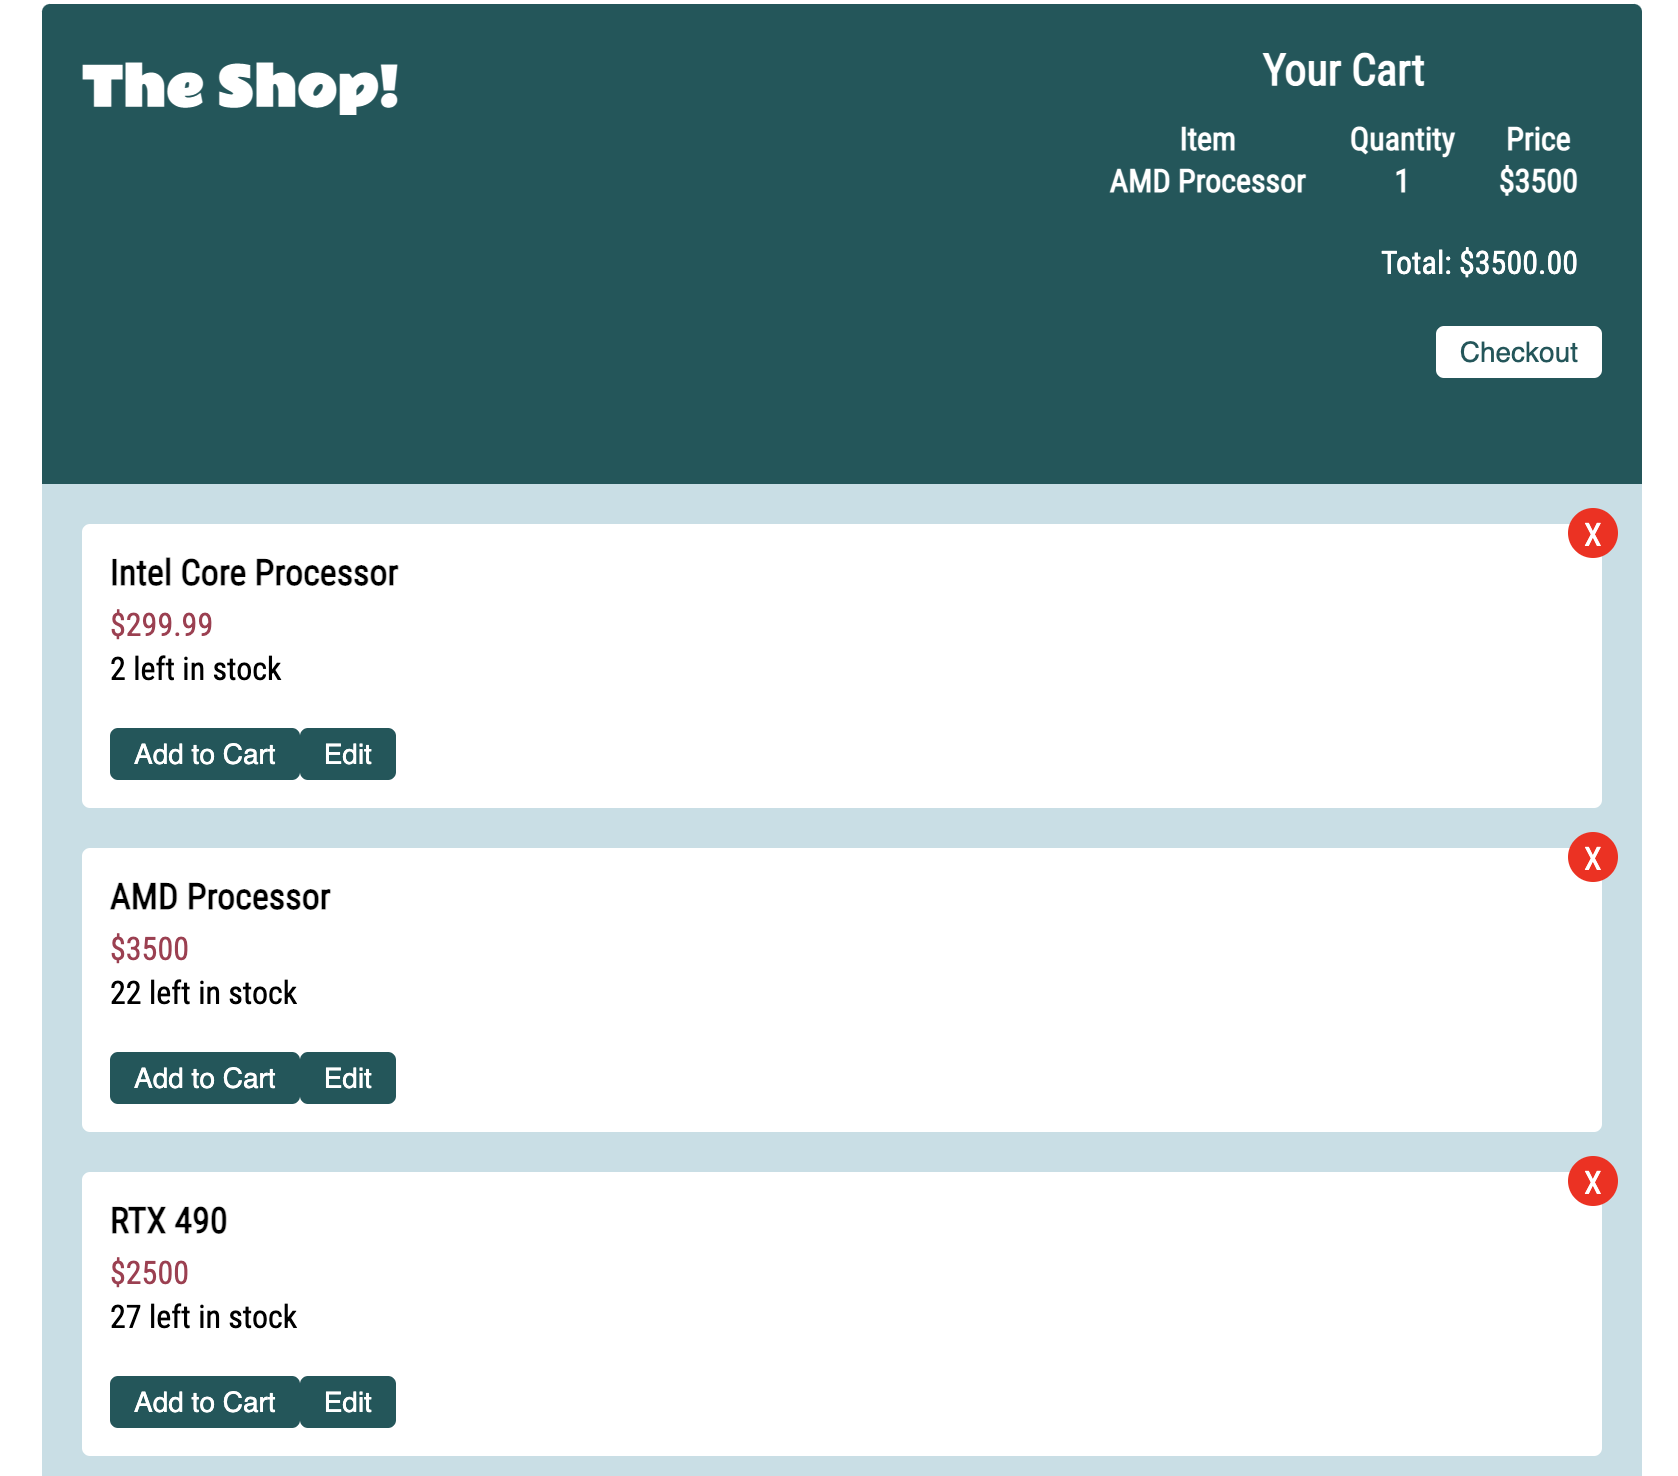 The Shop!
Your Cart
Item Quantity Price
AMD Processor 1 $3500
Total: $3500.00
Checkout
X
Intel Core Processor
$299.99
2 left in stock
Add to Cart Edit
X
AMD Processor
$3500
22 left in stock
Add to Cart Edit
X
RTX 490
$2500
27 left in stock
Add to Cart Edit